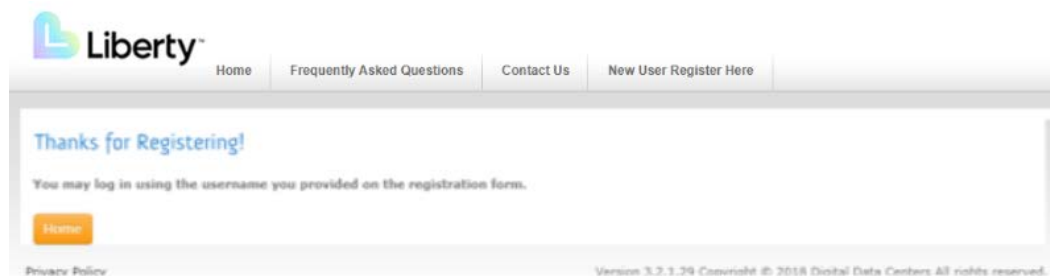 Liberty™
Home Frequently Asked Questions Contact Us New User Register Here
Thanks for Registering!
You may log in using the username you provided on the registration form.
Home
Privacy Policy Version 3.2.1.29 Copyright © 2018 Digital Data Centers All rights reserved.